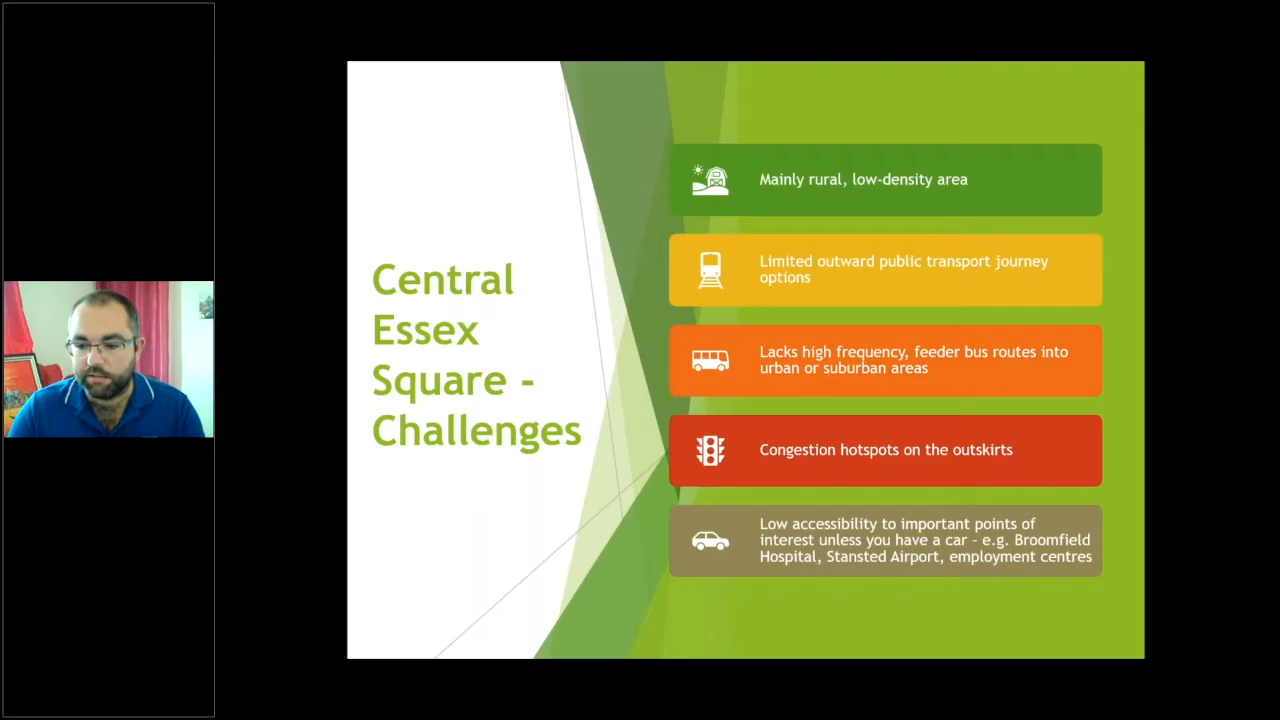 Central
Essex
Square -
Challenges
Mainly rural, low-density area
Limited outward public transport journey
options
Lacks high frequency, feeder bus routes into
urban or suburban areas
Congestion hotspots on the outskirts
Low accessibility to important points of
interest unless you have a car – e.g. Broomfield
Hospital, Stansted Airport, employment centres